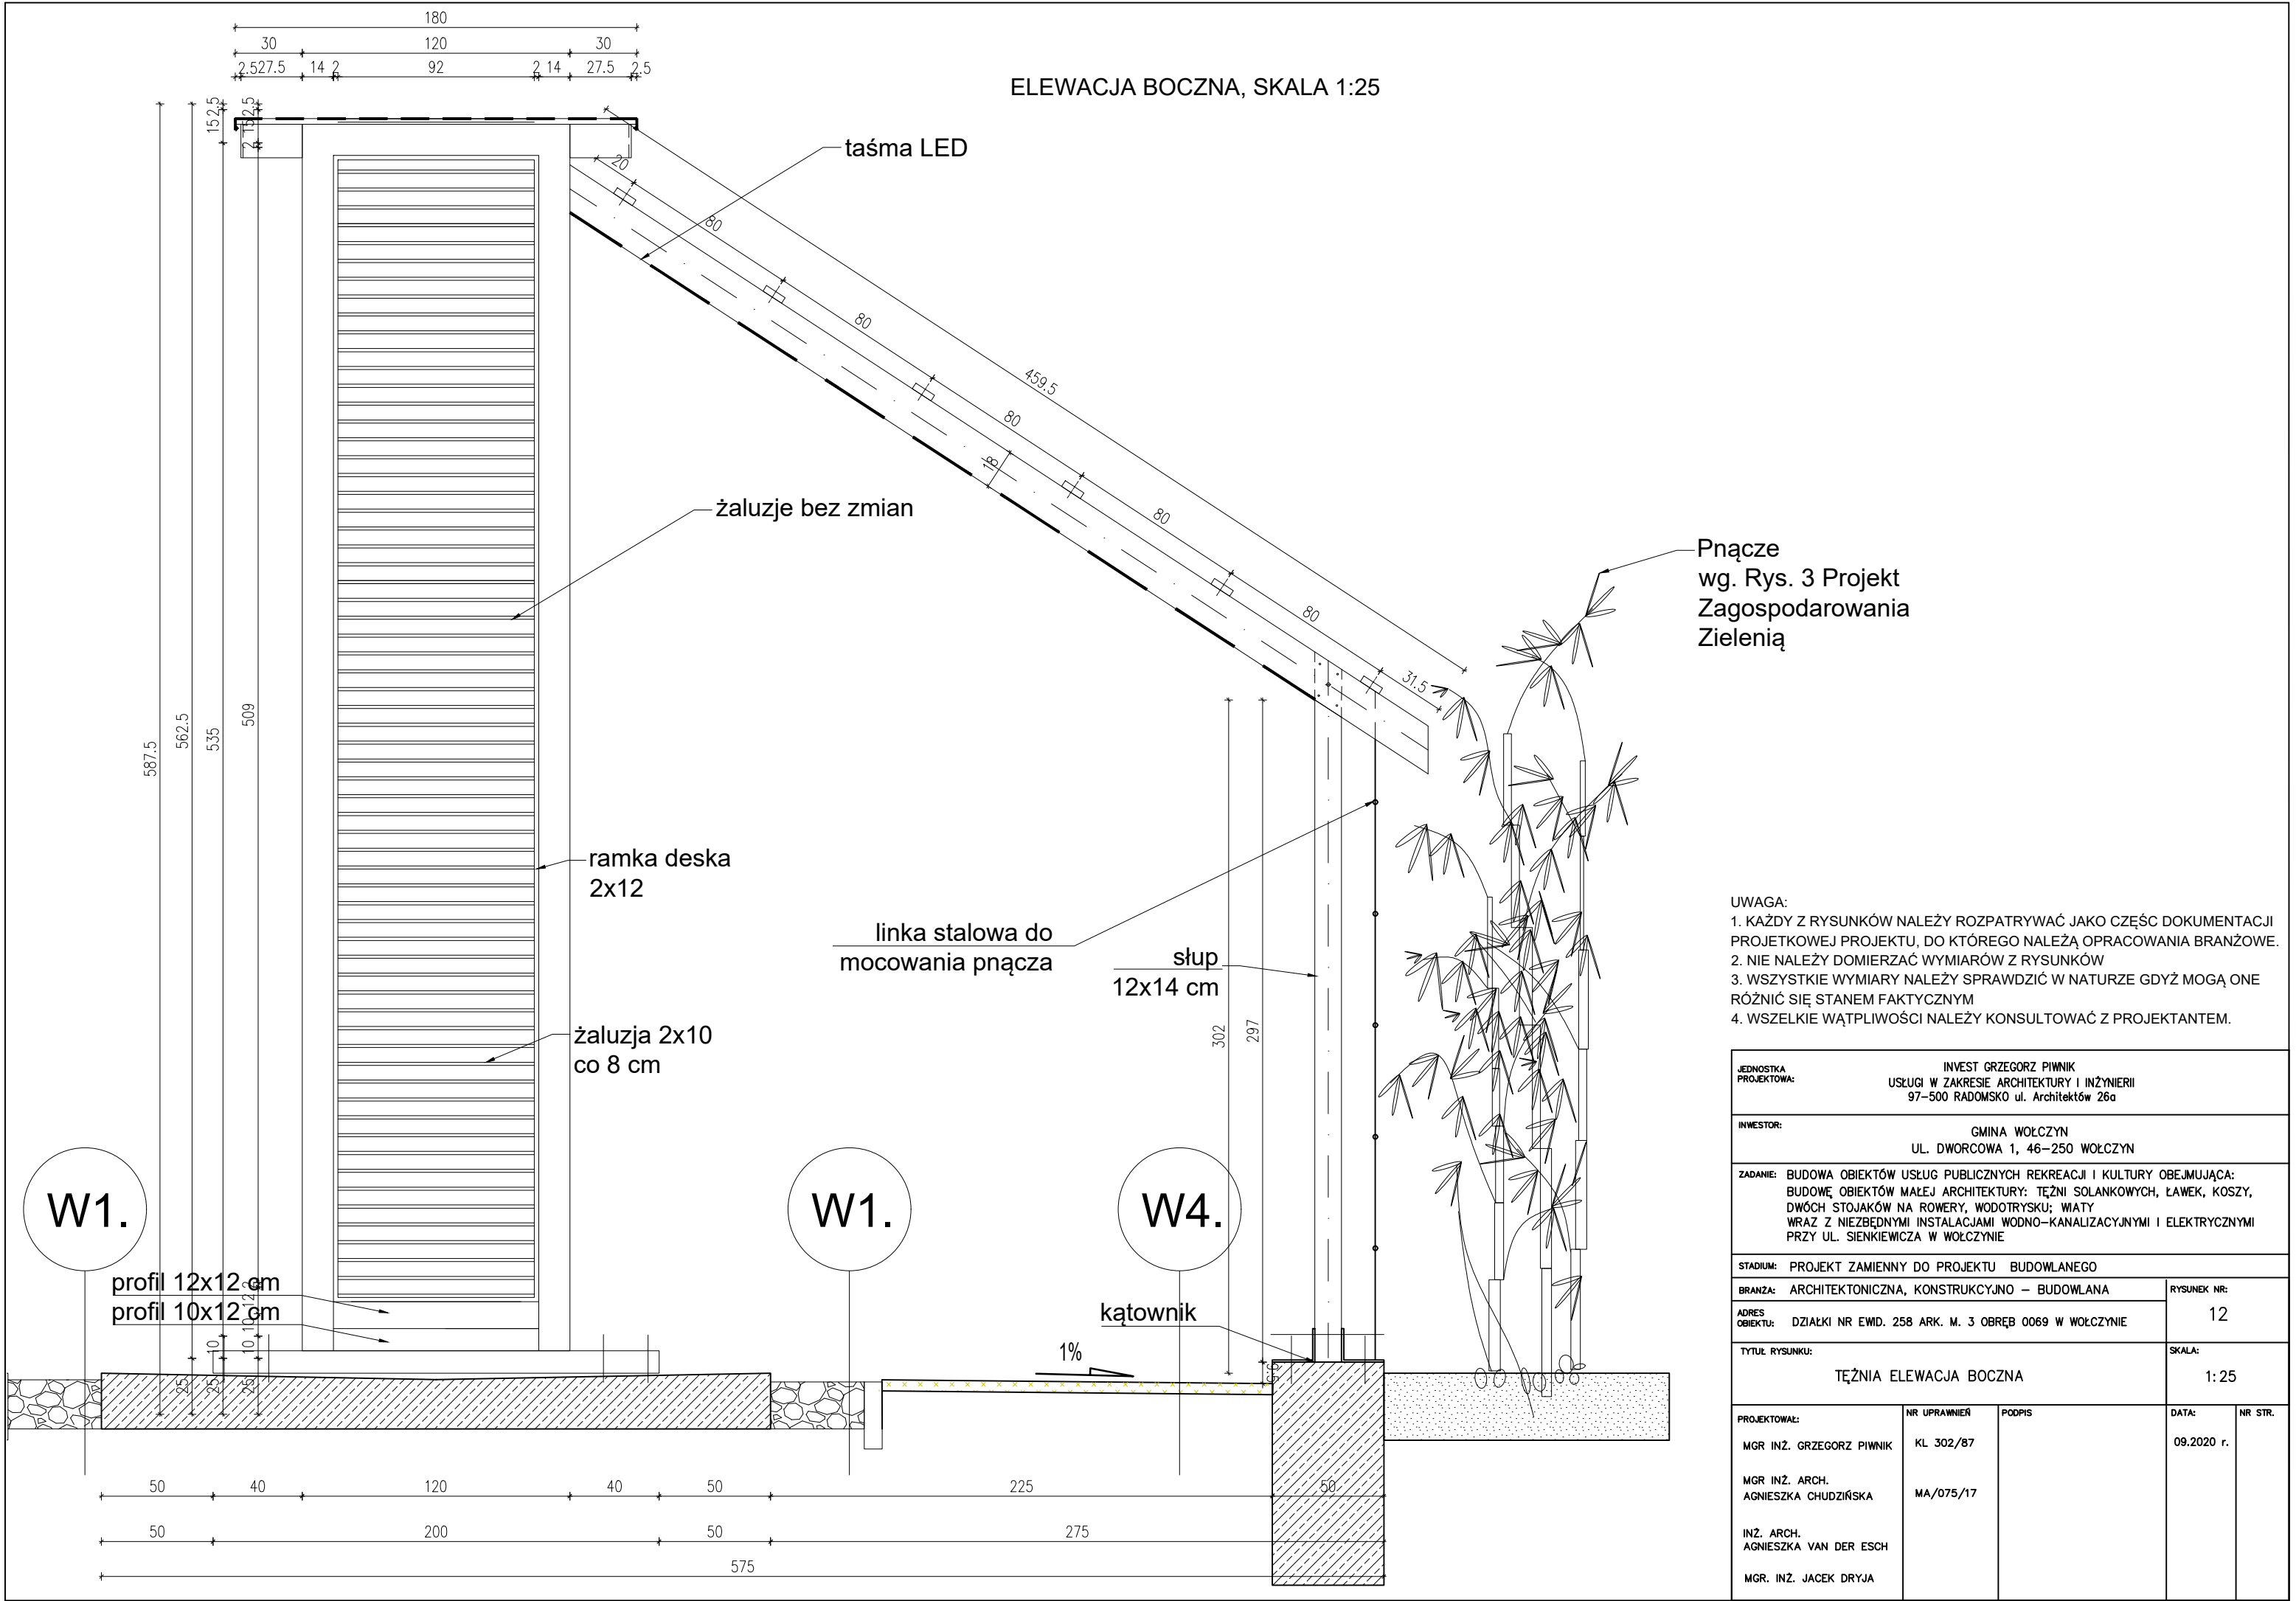 180
30 120 30
2.5 27.5 14 2 92 2 14 27.5 2.5
ELEWACJA BOCZNA, SKALA 1:25
15 2.5
15 2.5
2
taśma LED
20
80
80
459.5
80
18
80
80
31.5
żaluzje bez zmian
Pnącze
wg. Rys. 3 Projekt
Zagospodarowania
Zielenią
587.5
562.5
535
509
ramka deska
2x12
linka stalowa do
mocowania pnącza
słup
12x14 cm
302
297
żaluzja 2x10
co 8 cm
UWAGA:
1. KAŻDY Z RYSUNKÓW NALEŻY ROZPATRYWAĆ JAKO CZĘŚC DOKUMENTACJI
PROJETKOWEJ PROJEKTU, DO KTÓREGO NALEŻĄ OPRACOWANIA BRANŻOWE.
2. NIE NALEŻY DOMIERZAĆ WYMIARÓW Z RYSUNKÓW
3. WSZYSTKIE WYMIARY NALEŻY SPRAWDZIĆ W NATURZE GDYŻ MOGĄ ONE
RÓŻNIĆ SIĘ STANEM FAKTYCZNYM
4. WSZELKIE WĄTPLIWOŚCI NALEŻY KONSULTOWAĆ Z PROJEKTANTEM.
W1.
W1.
W4.
profil 12x12 cm
profil 10x12 cm
10 10 12 2
10
25
25
25
kątownik
1%
50 40 120 40 50 225 50
50 200 50 275
575
JEDNOSTKA
PROJEKTOWA:
INVEST GRZEGORZ PIWNIK
USŁUGI W ZAKRESIE ARCHITEKTURY I INŻYNIERII
97-500 RADOMSKO ul. Architektów 26a
INWESTOR:
GMINA WOŁCZYN
UL. DWORCOWA 1, 46-250 WOŁCZYN
ZADANIE: BUDOWA OBIEKTÓW USŁUG PUBLICZNYCH REKREACJI I KULTURY OBEJMUJĄCA:
BUDOWĘ OBIEKTÓW MAŁEJ ARCHITEKTURY: TĘŻNI SOLANKOWYCH, ŁAWEK, KOSZY,
DWÓCH STOJAKÓW NA ROWERY, WODOTRYSKU; WIATY
WRAZ Z NIEZBĘDNYMI INSTALACJAMI WODNO-KANALIZACYJNYMI I ELEKTRYCZNYMI
PRZY UL. SIENKIEWICZA W WOŁCZYNIE
STADIUM: PROJEKT ZAMIENNY DO PROJEKTU BUDOWLANEGO
BRANŻA: ARCHITEKTONICZNA, KONSTRUKCYJNO - BUDOWLANA
RYSUNEK NR:
12
ADRES
OBIEKTU: DZIAŁKI NR EWID. 258 ARK. M. 3 OBRĘB 0069 W WOŁCZYNIE
TYTUŁ RYSUNKU:
TĘŻNIA ELEWACJA BOCZNA
SKALA:
1:25
PROJEKTOWAŁ: NR UPRAWNIEŃ PODPIS DATA: NR STR.
MGR INŻ. GRZEGORZ PIWNIK KL 302/87 09.2020 r.
MGR INŻ. ARCH.
AGNIESZKA CHUDZIŃSKA MA/075/17
INŻ. ARCH.
AGNIESZKA VAN DER ESCH
MGR. INŻ. JACEK DRYJA